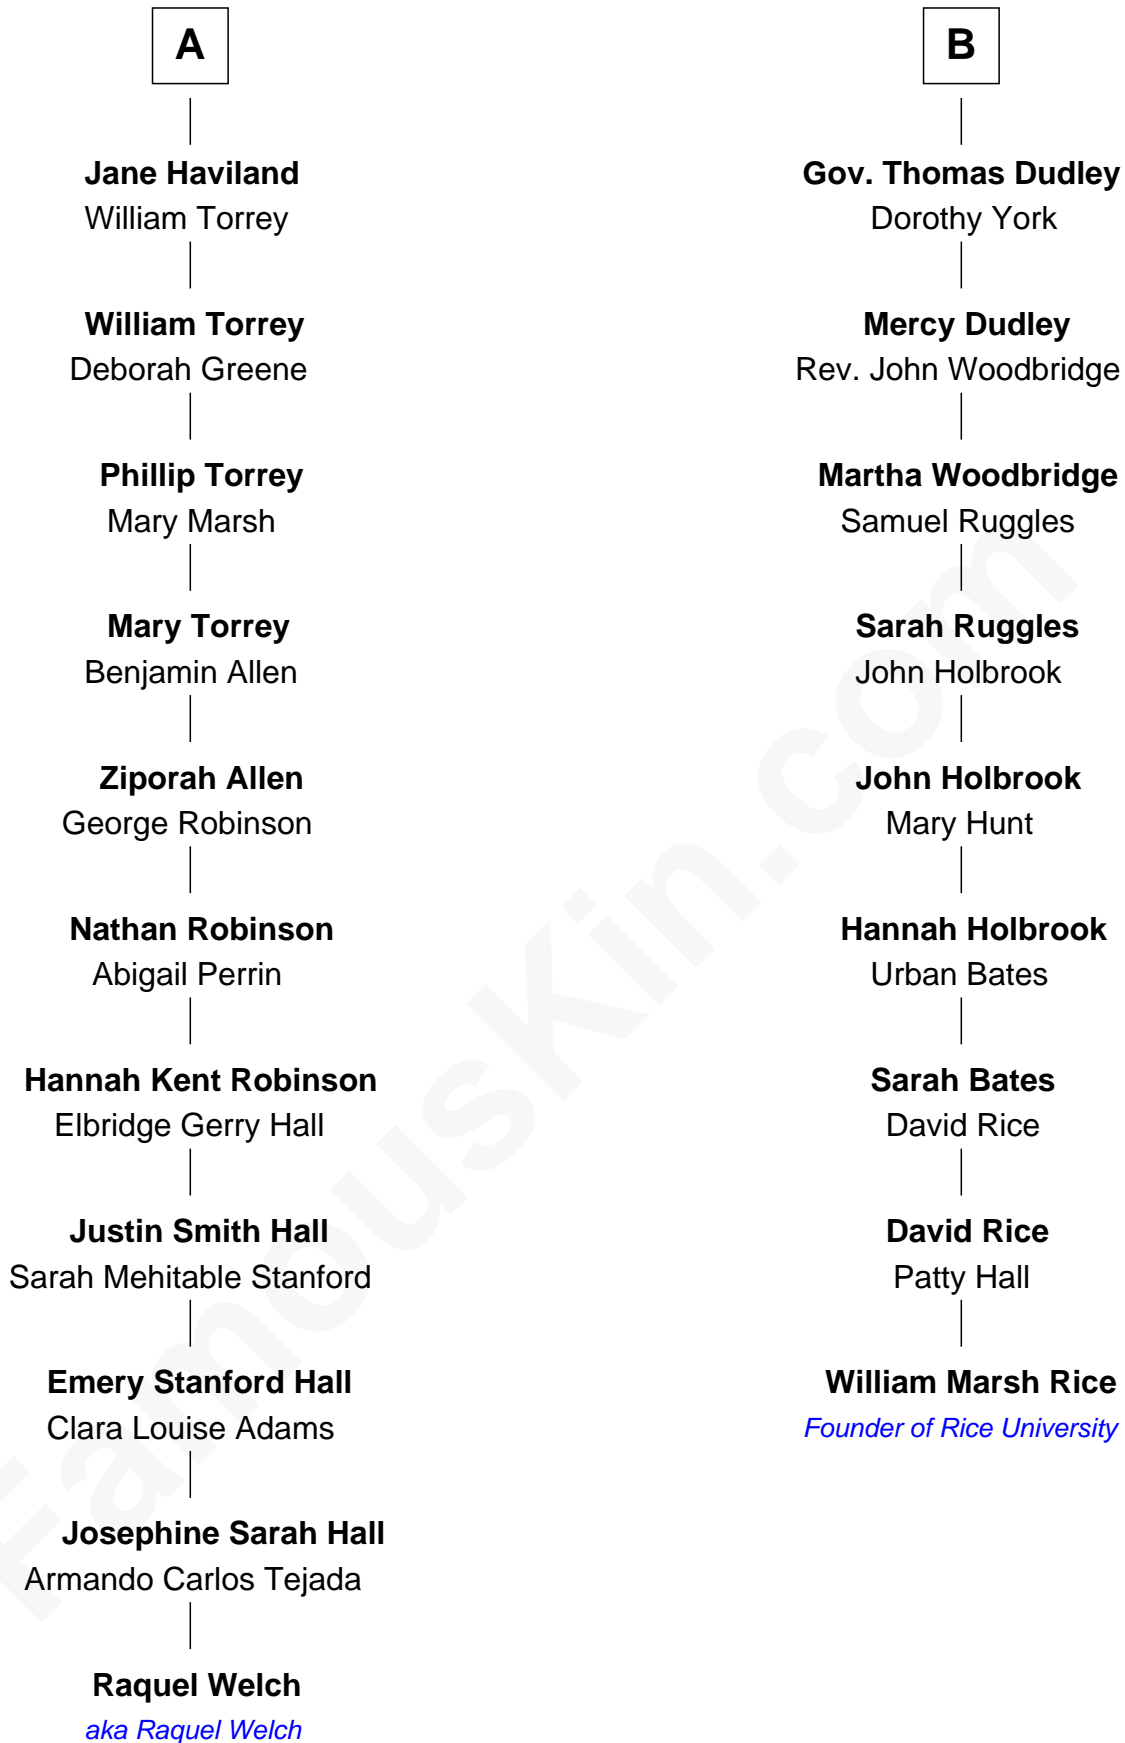 A
Jane Haviland
William Torrey
William Torrey
Deborah Greene
Phillip Torrey
Mary Marsh
Mary Torrey
Benjamin Allen
Ziporah Allen
George Robinson
Nathan Robinson
Abigail Perrin
Hannah Kent Robinson
Elbridge Gerry Hall
Justin Smith Hall
Sarah Mehitable Stanford
Emery Stanford Hall
Clara Louise Adams
Josephine Sarah Hall
Armando Carlos Tejada
Raquel Welch
aka Raquel Welch
B
Gov. Thomas Dudley
Dorothy York
Mercy Dudley
Rev. John Woodbridge
Martha Woodbridge
Samuel Ruggles
Sarah Ruggles
John Holbrook
John Holbrook
Mary Hunt
Hannah Holbrook
Urban Bates
Sarah Bates
David Rice
David Rice
Patty Hall
William Marsh Rice
Founder of Rice University
FamousKin.com